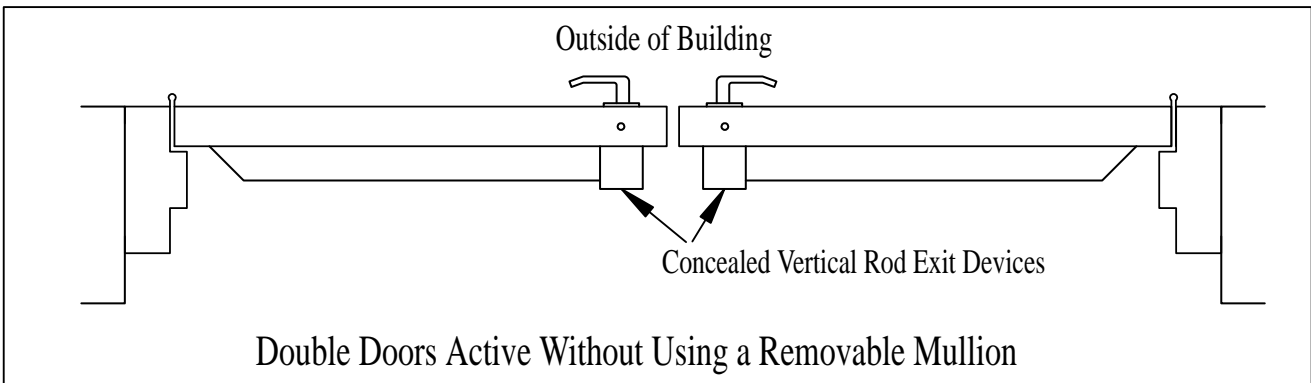 Outside of Building
Concealed Vertical Rod Exit Devices
Double Doors Active Without Using a Removable Mullion